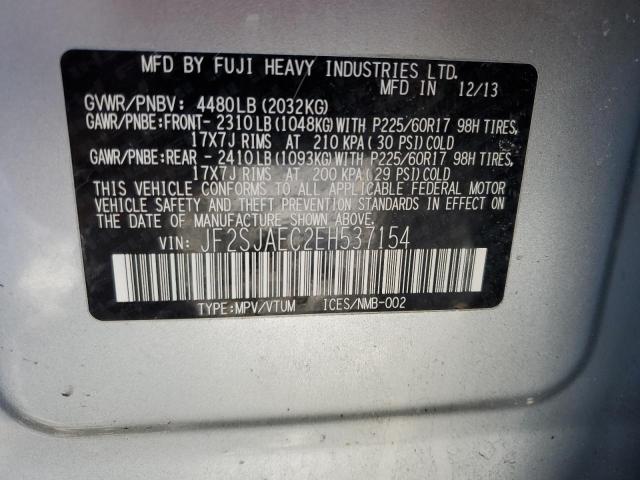 MFD BY FUJI HEAVY INDUSTRIES LTD.
MFD IN 12/13
GVWR/PNBV: 4480LB(2032KG)
GAWR/PNBE:FRONT- 2310LB(1048KG)WITH P225/60R17 98H TIRES,
17X7J RIMS AT 210 KPA(30 PSI)COLD
GAWR/PNBE:REAR - 2410LB(1093KG)WITH P225/60R17 98H TIRES,
17X7J RIMS AT 200 KPA(29 PSI)COLD
THIS VEHICLE CONFORMS TO ALL APPLICABLE FEDERAL MOTOR
VEHICLE SAFETY AND THEFT PREVENTION STANDARD IN EFFECT
ON THE DATE OF MANUFACTURE SHOWN ABOVE.
VIN: JF2SJAEC2EH537154
TYPE:MPV/VTUM ICES/NMB-002